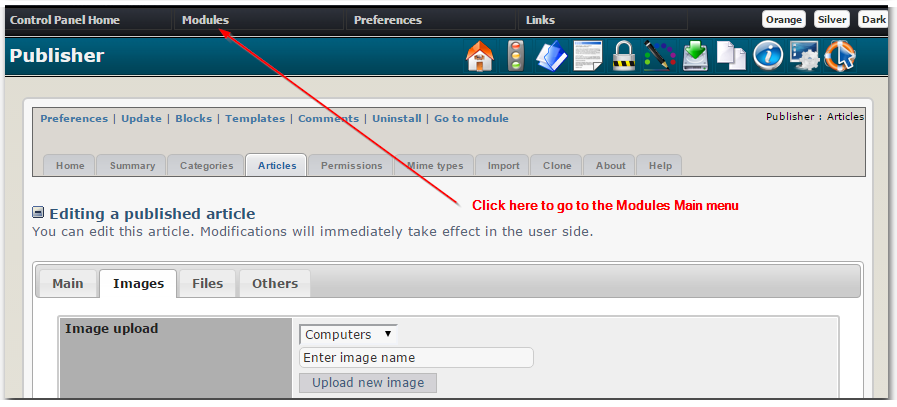 Control Panel Home Modules Preferences Links Orange Silver Dark
Publisher
Preferences | Update | Blocks | Templates | Comments | Uninstall | Go to module Publisher : Articles
Home Summary Categories Articles Permissions Mime types Import Clone About Help
Click here to go to the Modules Main menu
Editing a published article
You can edit this article. Modifications will immediately take effect in the user side.
Main Images Files Others
Image upload Computers
Enter image name
Upload new image